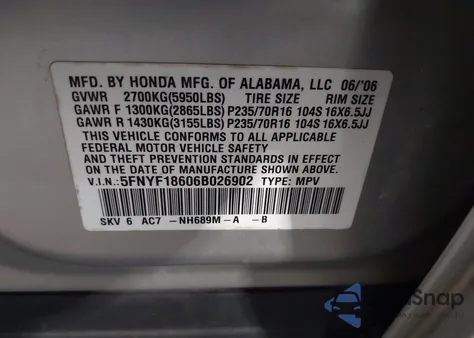 MFD. BY HONDA MFG. OF ALABAMA, LLC 06/'06
GVWR 2700KG(5950LBS) TIRE SIZE RIM SIZE
GAWR F 1300KG(2865LBS) P235/70R16 104S 16X6.5JJ
GAWR R 1430KG(3155LBS) P235/70R16 104S 16X6.5JJ
THIS VEHICLE CONFORMS TO ALL APPLICABLE
FEDERAL MOTOR VEHICLE SAFETY AND
THEFT PREVENTION STANDARDS IN EFFECT
ON THE DATE OF MANUFACTURE SHOWN ABOVE.
V.I.N.: 5FNYF18606B026902 TYPE: MPV
SKV 6 AC7 -NH689M-A -B